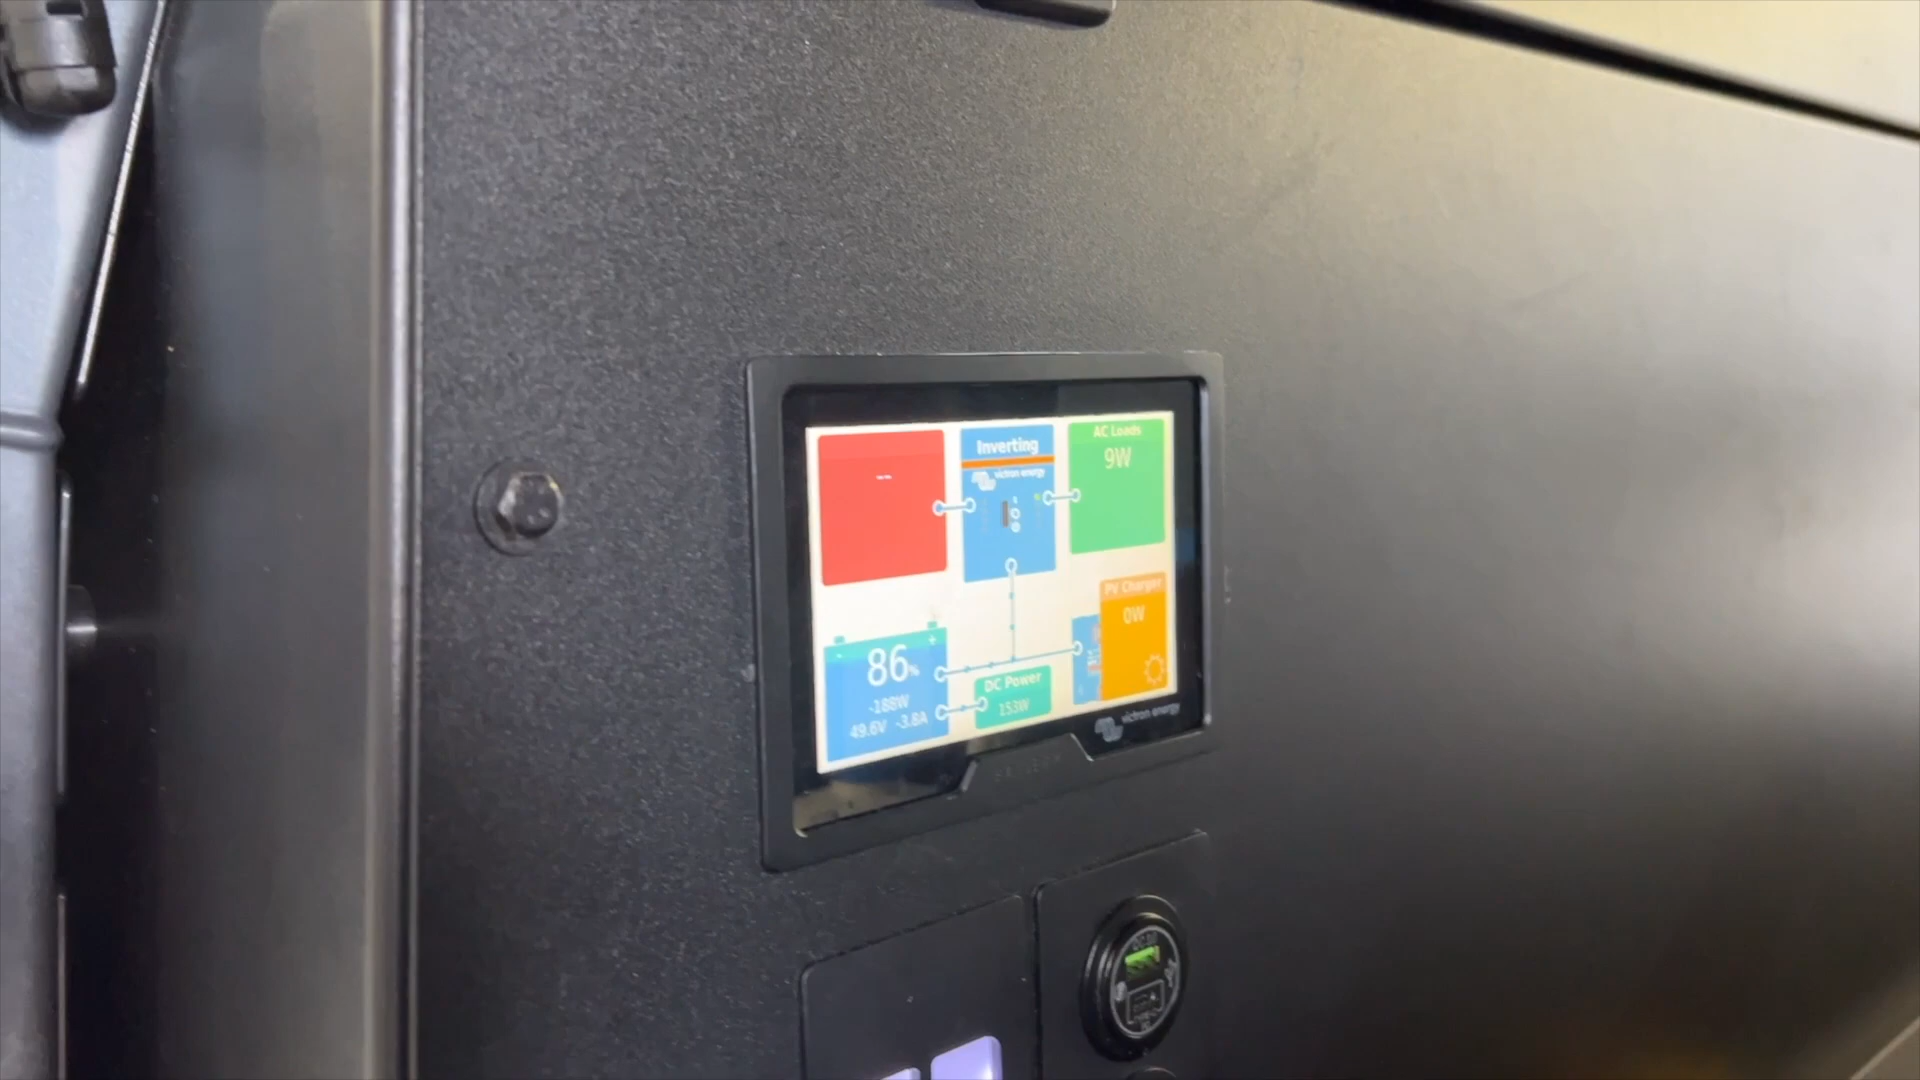 Inverting
victron energy
AC Loads
9W
PV Charger
0W
86%
-188W
49.6V -3.8A
DC Power
153W
victron energy